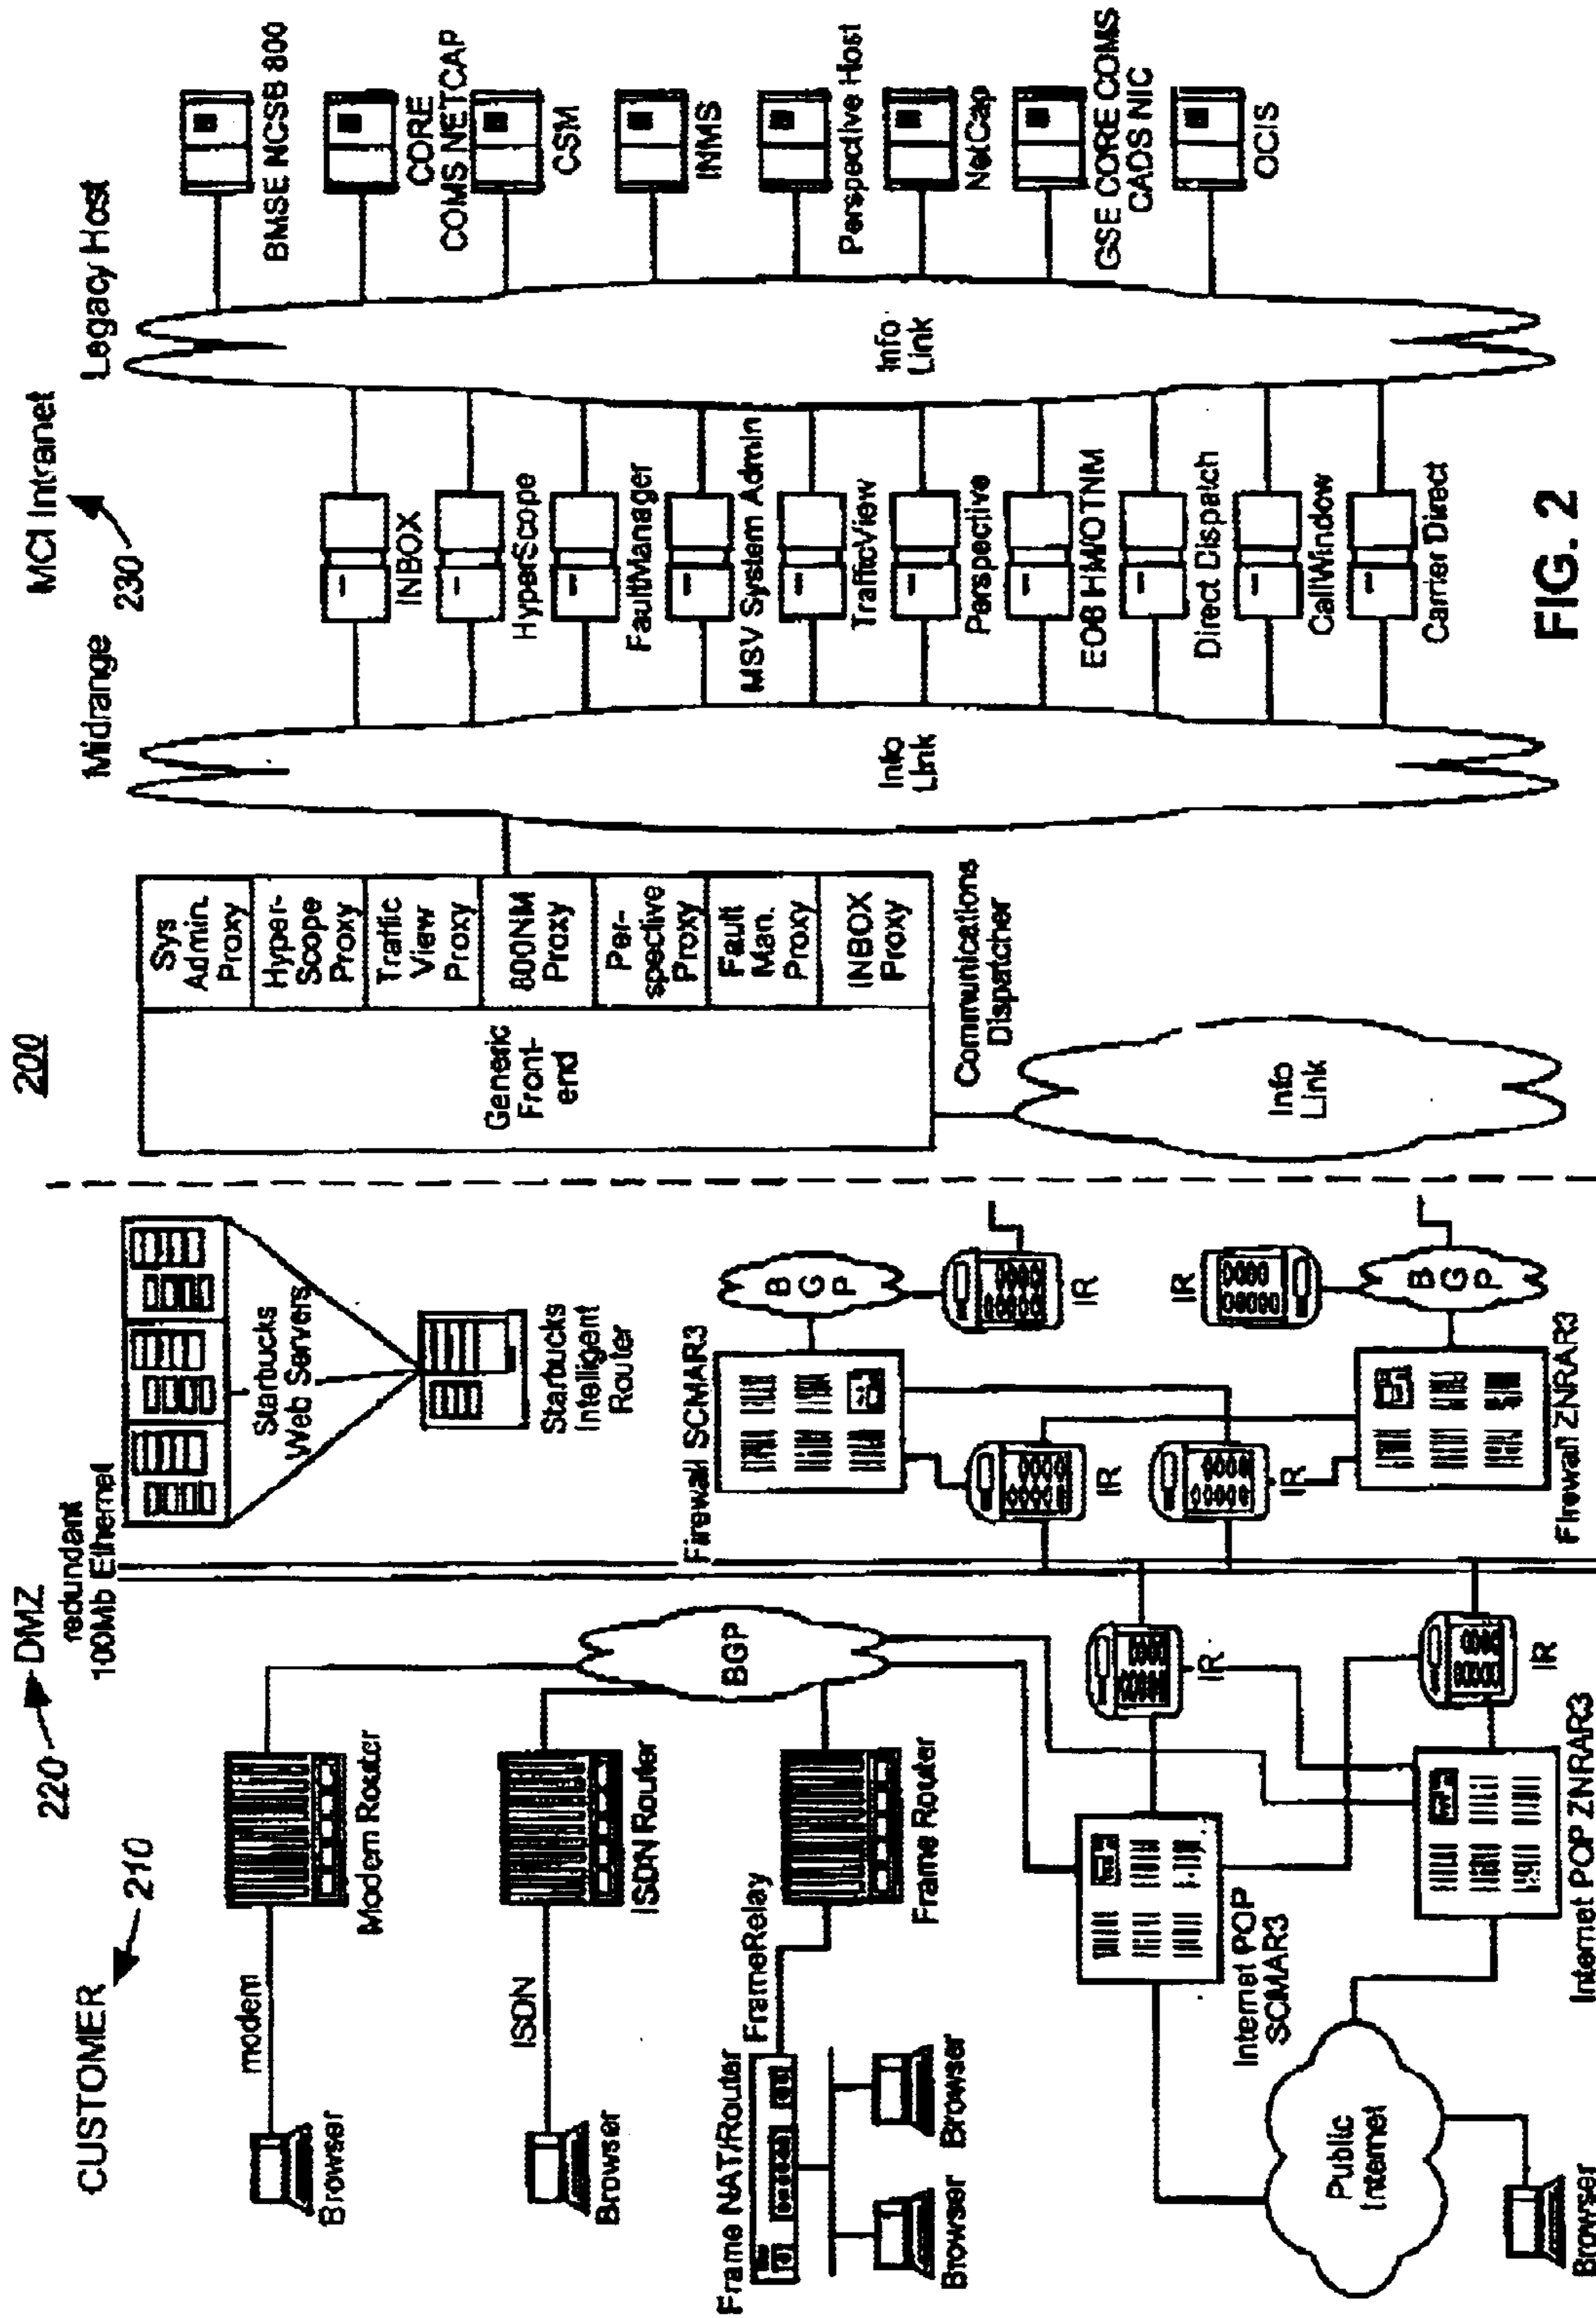 200
CUSTOMER
210
220
DMZ
redundant
100Mb Ethernet
MCI Intranet
230
Midrange
Legacy Host
modem
Browser
Modem Router
ISDN
Browser
ISDN Router
Frame NAT/Router
FrameRelay
Browser
Browser
Frame Router
BGP
Public
Internet
Browser
Internet POP
SCMAR3
Internet POP ZNRAR3
IR
IR
Starbucks
Web Servers
Starbucks
Intelligent
Router
Firewall SCMAR3
BGP
IR
IR
IR
IR
BGP
Firewall ZNRAR3
Generic
Front-
end
Sys
Admin.
Proxy
Hyper-
Scope
Proxy
Traffic
View
Proxy
800NM
Proxy
Per-
spective
Proxy
Fault
Man.
Proxy
INBOX
Proxy
Communications
Dispatcher
Info
Link
Info
Link
INBOX
HyperScope
FaultManager
MSV System Admin
TrafficView
Perspective
EOB HM/OTNM
Direct Dispatch
CallWindow
Carrier Direct
Info
Link
BMSE NCSB 800
CORE
COMS NETCAP
CSM
INMS
Perspective Host
NetCap
GSE CORE COMS
CADS NIC
OCIS
FIG. 2